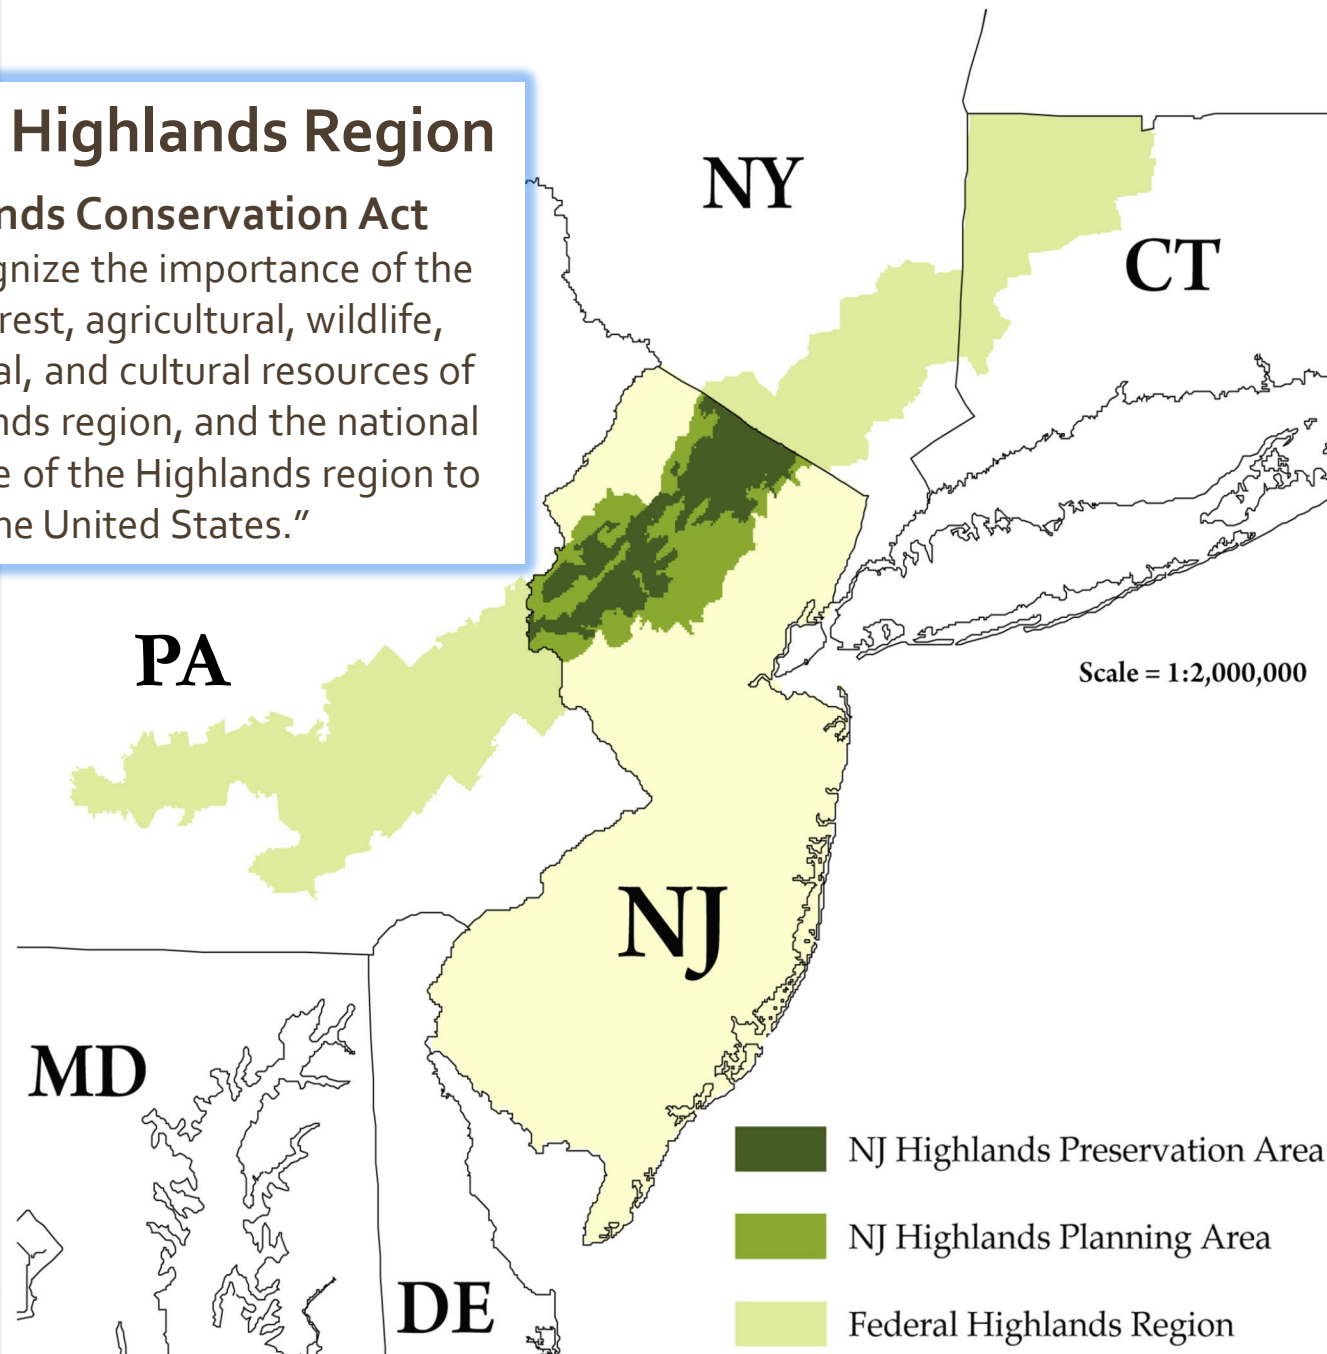 Highlands Region
nds Conservation Act
gnize the importance of the
rest, agricultural, wildlife,
al, and cultural resources of
nds region, and the national
e of the Highlands region to
he United States.”
NY
CT
PA
Scale = 1:2,000,000
NJ
MD
DE
NJ Highlands Preservation Area
NJ Highlands Planning Area
Federal Highlands Region